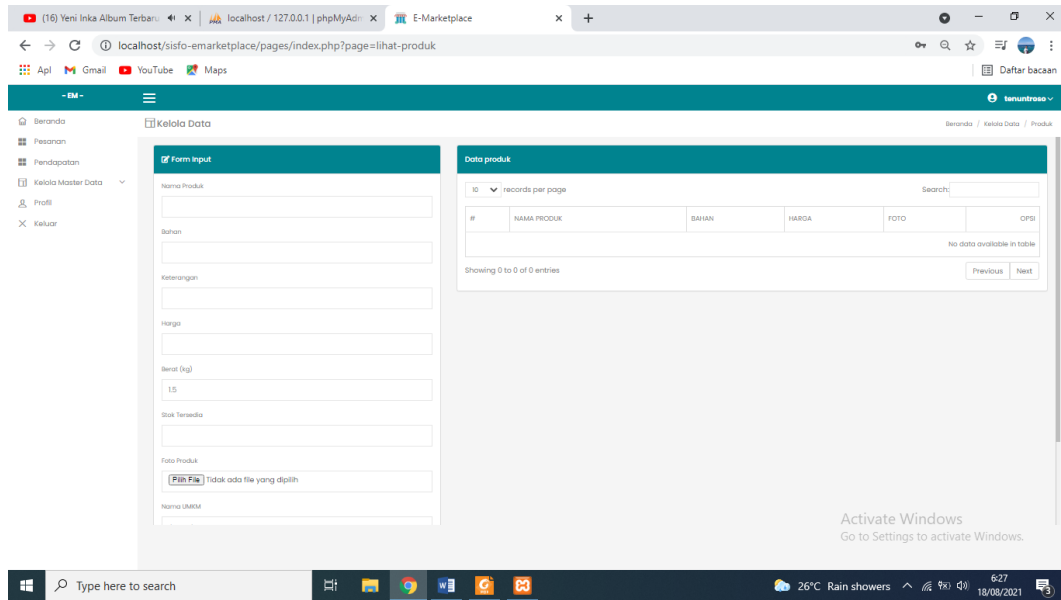 (16) Yeni Inka Album Terbaru
localhost / 127.0.0.1 | phpMyAdm
E-Marketplace
localhost/sisfo-emarketplace/pages/index.php?page=lihat-produk
Apl Gmail YouTube Maps Daftar bacaan
- EM - tenuntroso
Beranda
Pesanan
Pendapatan
Kelola Master Data
Profil
Keluar
Kelola Data
Beranda / Kelola Data / Produk
Form Input
Nama Produk
Bahan
Keterangan
Harga
Berat (kg)
1.5
Stok Tersedia
Foto Produk
Pilih File Tidak ada file yang dipilih
Nama UMKM
Data produk
10 records per page Search:
# NAMA PRODUK BAHAN HARGA FOTO OPSI
No data available in table
Showing 0 to 0 of 0 entries Previous Next
Activate Windows
Go to Settings to activate Windows.
Type here to search
26°C Rain showers
6:27
18/08/2021
3